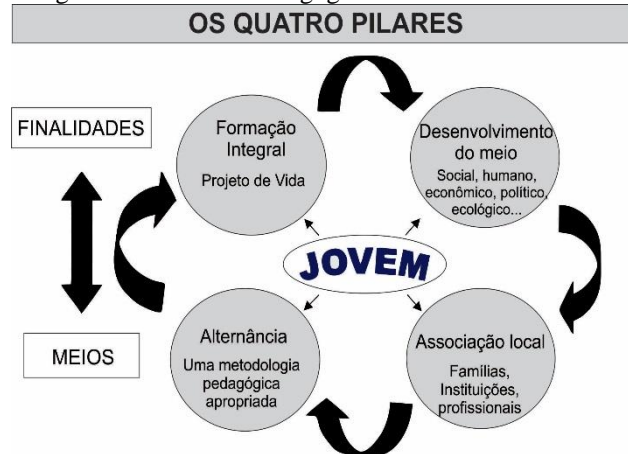 OS QUATRO PILARES
FINALIDADES
Formação
Integral
Projeto de Vida
Desenvolvimento
do meio
Social, humano,
econômico, político,
ecológico...
JOVEM
MEIOS
Alternância
Uma metodologia
pedagógica
apropriada
Associação local
Famílias,
Instituições,
profissionais